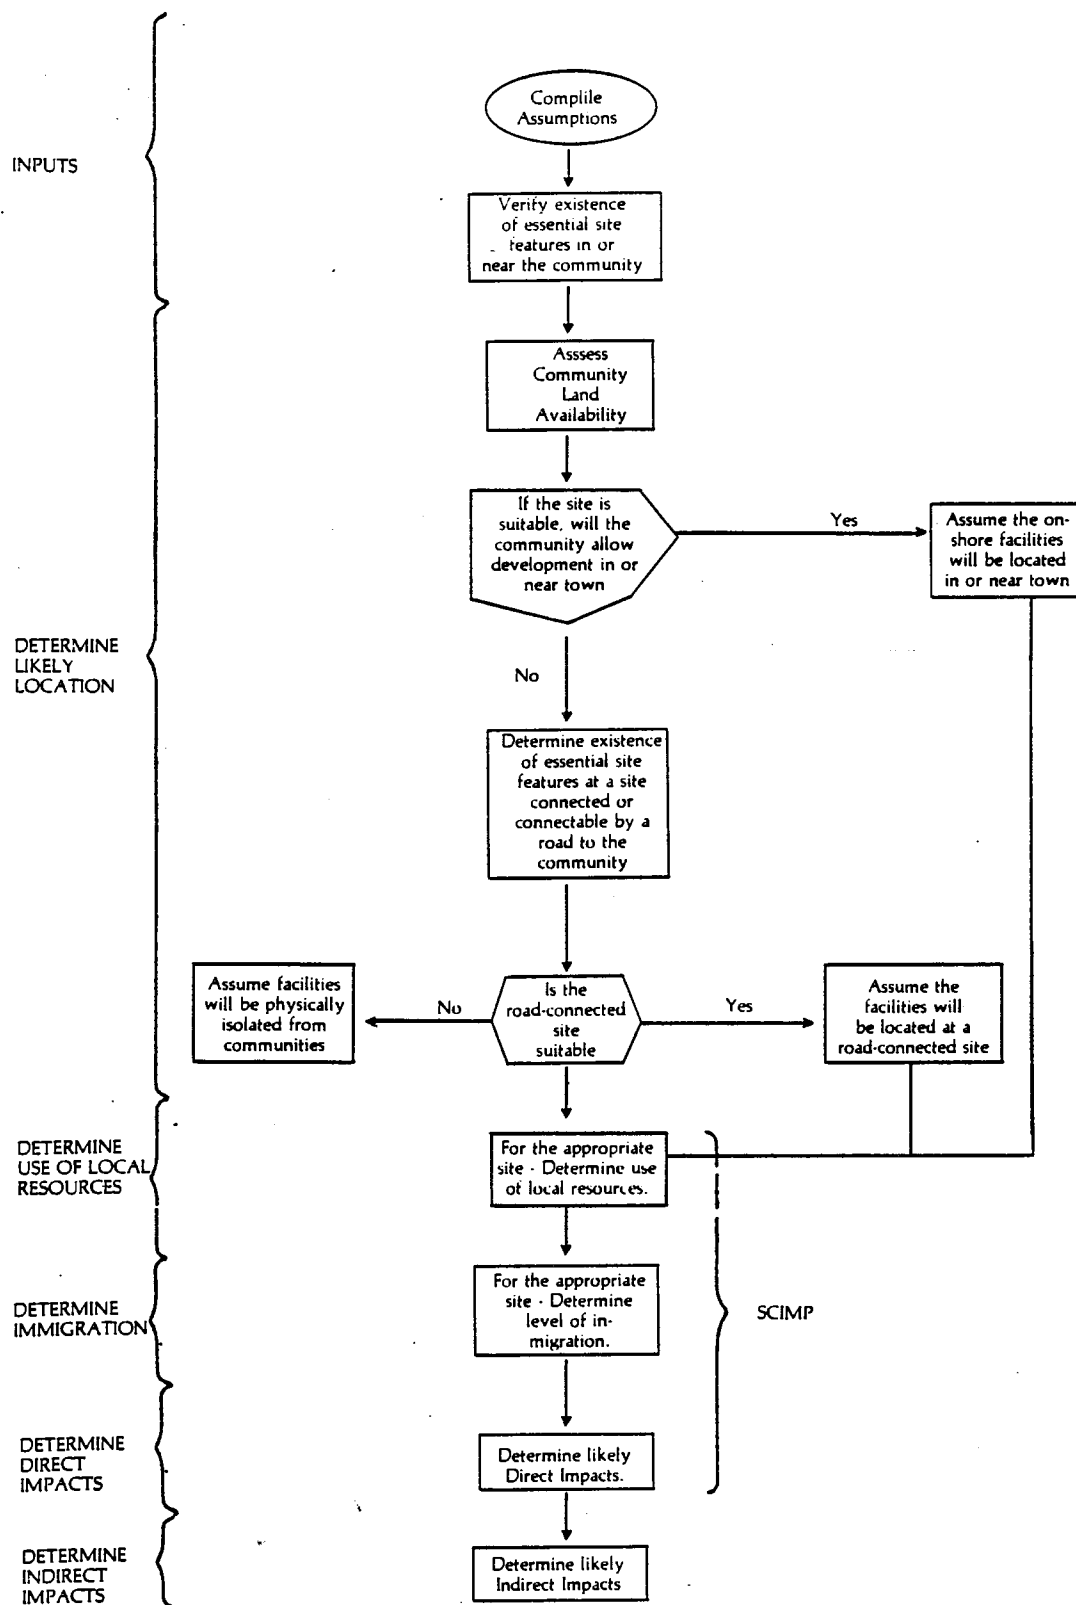 Complile
Assumptions
INPUTS
Verify existence
of essential site
features in or
near the community
Asssess
Community
Land
Availability
If the site is
suitable, will the
community allow
development in or
near town
Yes
Assume the on-
shore facilities
will be located
in or near town
DETERMINE
LIKELY
LOCATION
No
Determine existence
of essential site
features at a site
connected or
connectable by a
road to the
community
Assume facilities
will be physically
isolated from
communities
No
Is the
road-connected
site
suitable
Yes
Assume the
facilities will
be located at a
road-connected site
DETERMINE
USE OF LOCAL
RESOURCES
For the appropriate
site - Determine use
of local resources.
DETERMINE
IMMIGRATION
For the appropriate
site - Determine
level of in-
migration.
SCIMP
DETERMINE
DIRECT
IMPACTS
Determine likely
Direct Impacts.
DETERMINE
INDIRECT
IMPACTS
Determine likely
Indirect Impacts